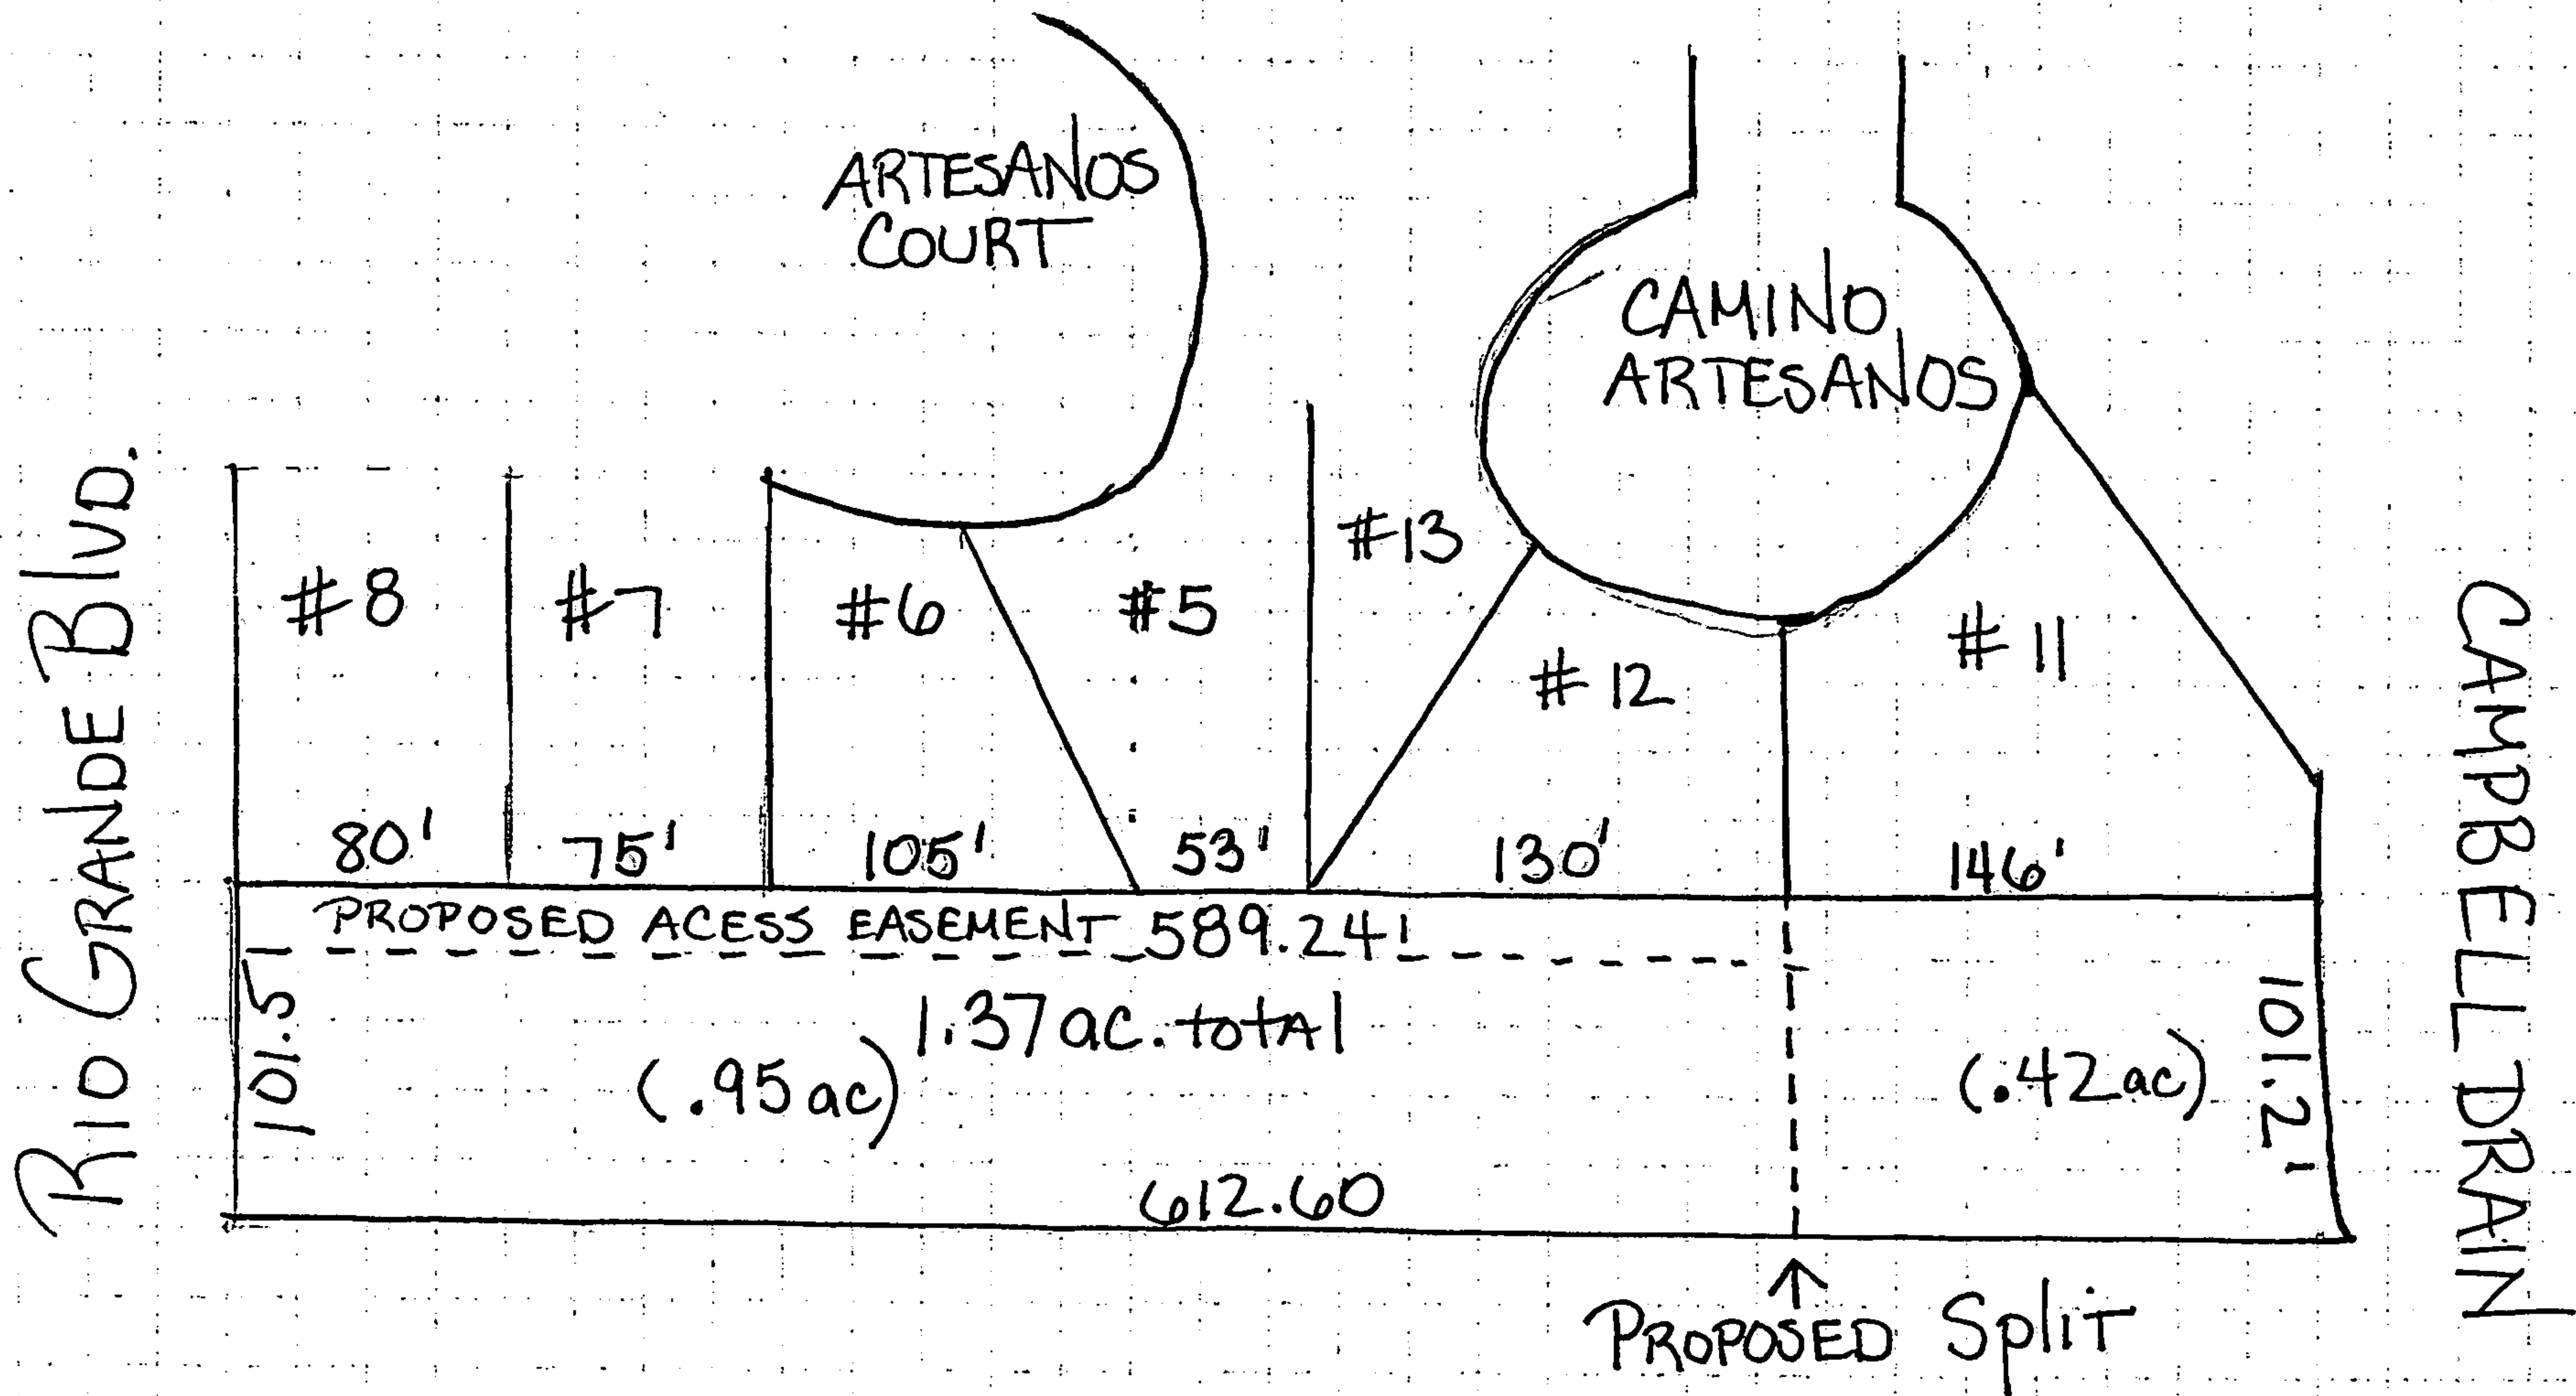 ARTESANOS
COURT
CAMINO
ARTESANOS
RIO GRANDE Blvd.
#8
#7
#6
#5
#13
#12
#11
80'
75'
105'
53'
130'
146'
CAMPBELL DRAIN
PROPOSED ACESS EASEMENT 589.24'
101.5'
1.37 ac. total
(.95 ac)
(.42 ac)
101.2'
612.60
PROPOSED Split